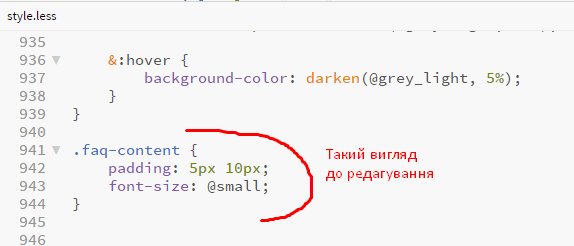 style.less
935
936 &:hover {
937 background-color: darken(@grey_light, 5%);
938 }
939 }
940
941 .faq-content {
942 padding: 5px 10px;
943 font-size: @small;
944 }
945
946
Такий вигляд
до редагування